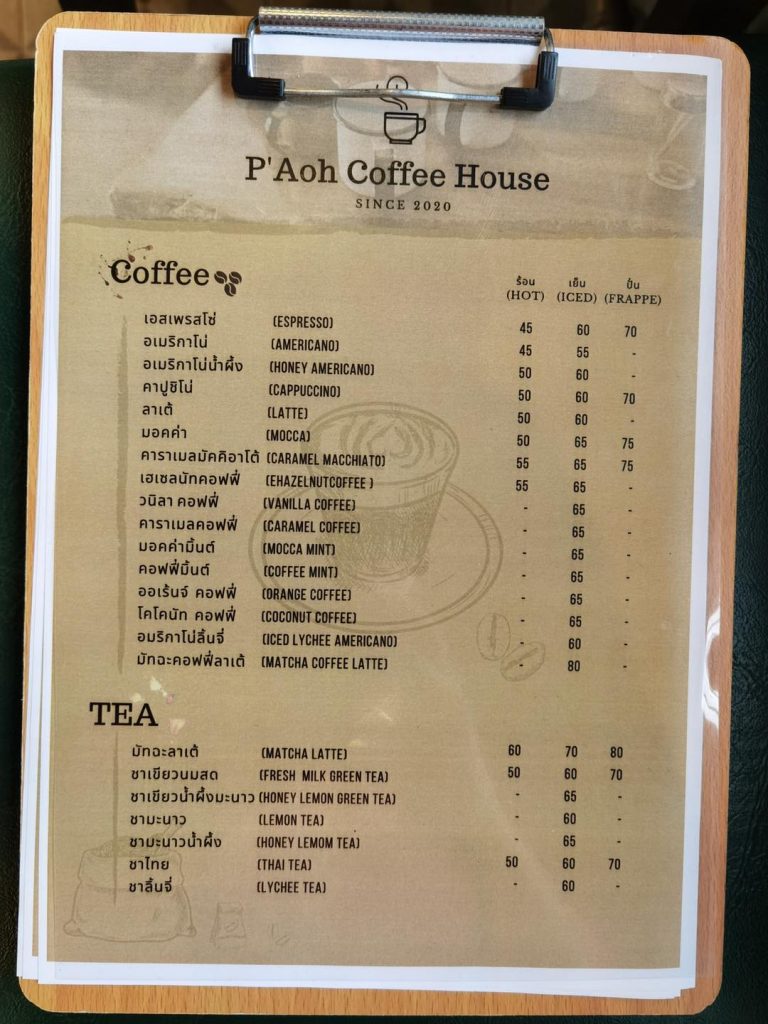 P'Aoh Coffee House
SINCE 2020
Coffee
ร้อน เย็น ปั่น
(HOT) (ICED) (FRAPPE)
เอสเพรสโซ่ (ESPRESSO) 45 60 70
อเมริกาโน่ (AMERICANO) 45 55 -
อเมริกาโน่น้ำผึ้ง (HONEY AMERICANO) 50 60 -
คาปูชิโน่ (CAPPUCCINO) 50 60 70
ลาเต้ (LATTE) 50 60 -
มอคค่า (MOCCA) 50 65 75
คาราเมลมัคคิอาโต้ (CARAMEL MACCHIATO) 55 65 75
เฮเซลนัทคอฟฟี่ (EHAZELNUTCOFFEE ) 55 65 -
วนิลา คอฟฟี่ (VANILLA COFFEE) - 65 -
คาราเมลคอฟฟี่ (CARAMEL COFFEE) - 65 -
มอคค่ามิ้นต์ (MOCCA MINT) - 65 -
คอฟฟี่มิ้นต์ (COFFEE MINT) - 65 -
ออเร้นจ์ คอฟฟี่ (ORANGE COFFEE) - 65 -
โคโคนัท คอฟฟี่ (COCONUT COFFEE) - 65 -
อมริกาโน่ลิ้นจี่ (ICED LYCHEE AMERICANO) - 60 -
มัทฉะคอฟฟี่ลาเต้ (MATCHA COFFEE LATTE) - 80 -
TEA
มัทฉะลาเต้ (MATCHA LATTE) 60 70 80
ชาเขียวนมสด (FRESH MILK GREEN TEA) 50 60 70
ชาเขียวน้ำผึ้งมะนาว (HONEY LEMON GREEN TEA) - 65 -
ชามะนาว (LEMON TEA) - 60 -
ชามะนาวน้ำผึ้ง (HONEY LEMOM TEA) - 65 -
ชาไทย (THAI TEA) 50 60 70
ชาลิ้นจี่ (LYCHEE TEA) - 60 -